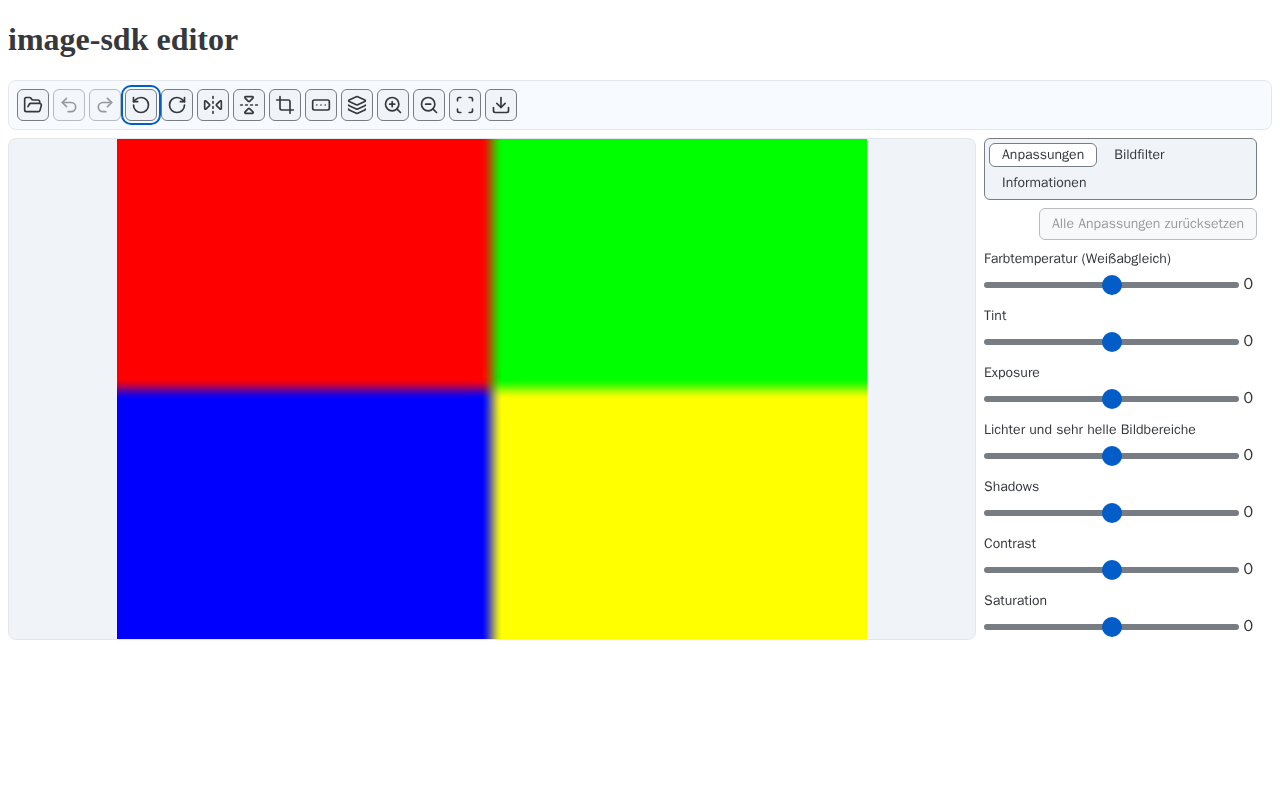 image-sdk editor
Anpassungen Bildfilter
Informationen
Alle Anpassungen zurücksetzen
Farbtemperatur (Weißabgleich)
0
Tint
0
Exposure
0
Lichter und sehr helle Bildbereiche
0
Shadows
0
Contrast
0
Saturation
0